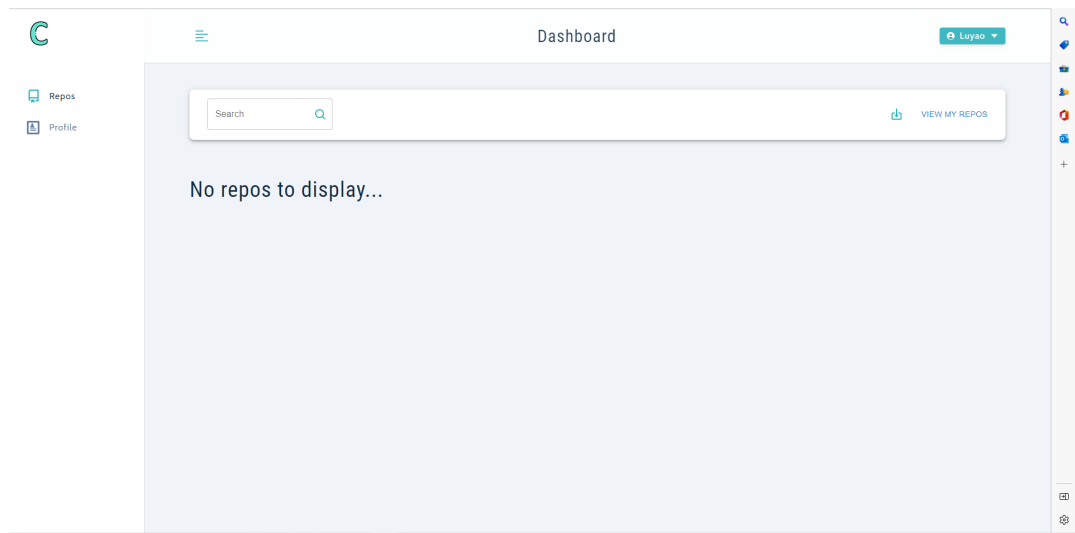 C
Dashboard
Luyao
Repos
Profile
Search
VIEW MY REPOS
No repos to display...